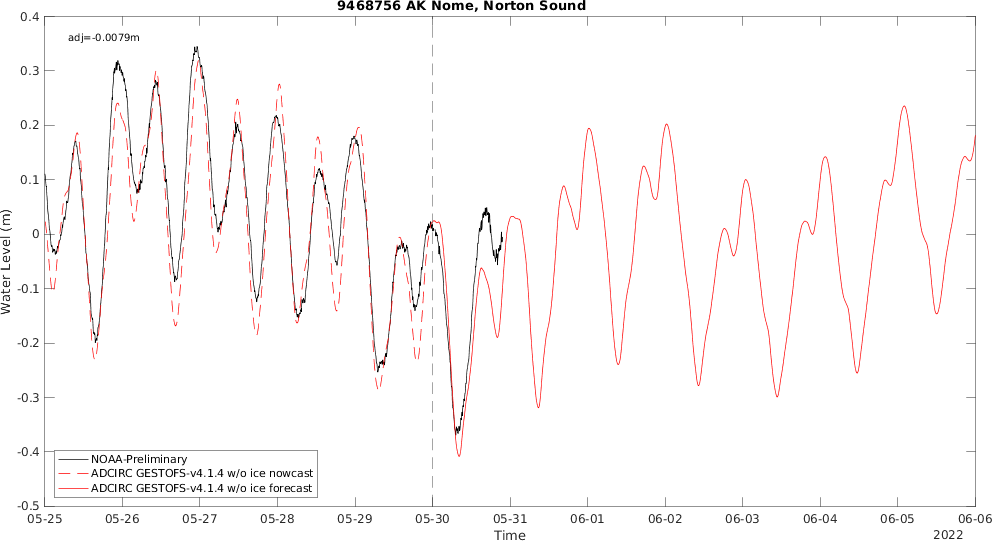 9468756 AK Nome, Norton Sound
adj=-0.0079m
Water Level (m)
0.4
0.3
0.2
0.1
0
-0.1
-0.2
-0.3
-0.4
-0.5
NOAA-Preliminary
ADCIRC GESTOFS-v4.1.4 w/o ice nowcast
ADCIRC GESTOFS-v4.1.4 w/o ice forecast
05-25 05-26 05-27 05-28 05-29 05-30 05-31 06-01 06-02 06-03 06-04 06-05 06-06
Time
2022